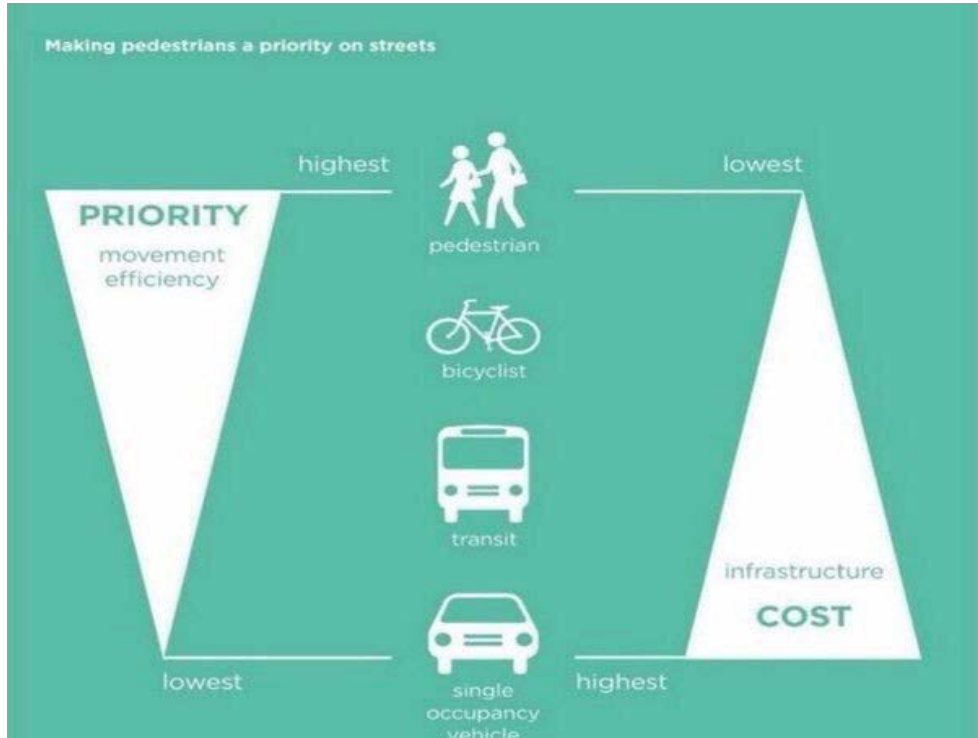 Making pedestrians a priority on streets
highest
lowest
PRIORITY
movement
efficiency
pedestrian
bicyclist
transit
infrastructure
COST
lowest
highest
single
occupancy
vehicle